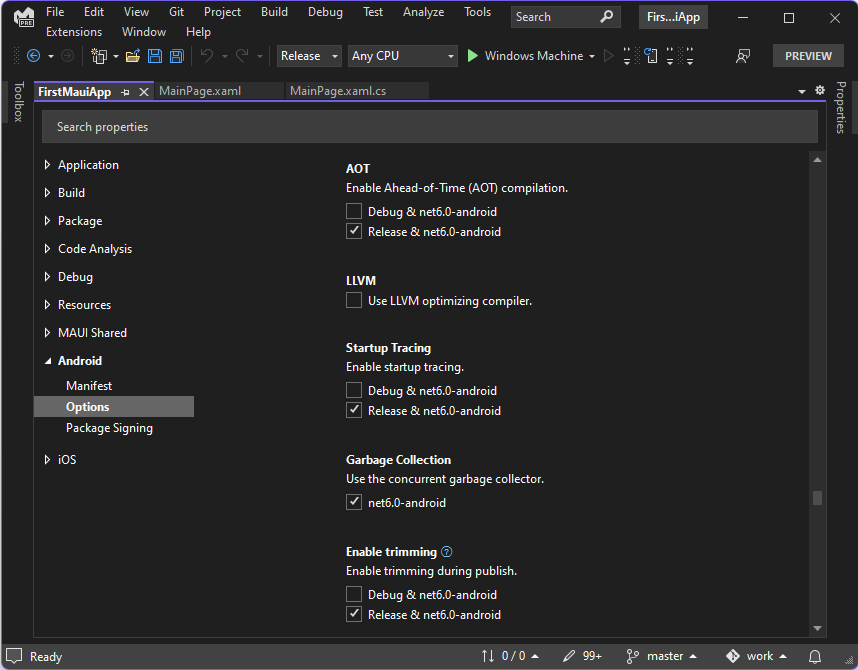 File Edit View Git Project Build Debug Test Analyze Tools
Search
Firs...iApp
Extensions Window Help
PRE
Release Any CPU Windows Machine PREVIEW
Toolbox
FirstMauiApp MainPage.xaml MainPage.xaml.cs
Properties
Search properties
Application
Build
Package
Code Analysis
Debug
Resources
MAUI Shared
Android
Manifest
Options
Package Signing
iOS
AOT
Enable Ahead-of-Time (AOT) compilation.
Debug & net6.0-android
Release & net6.0-android
LLVM
Use LLVM optimizing compiler.
Startup Tracing
Enable startup tracing.
Debug & net6.0-android
Release & net6.0-android
Garbage Collection
Use the concurrent garbage collector.
net6.0-android
Enable trimming ?
Enable trimming during publish.
Debug & net6.0-android
Release & net6.0-android
Ready 0 / 0 99+ master work